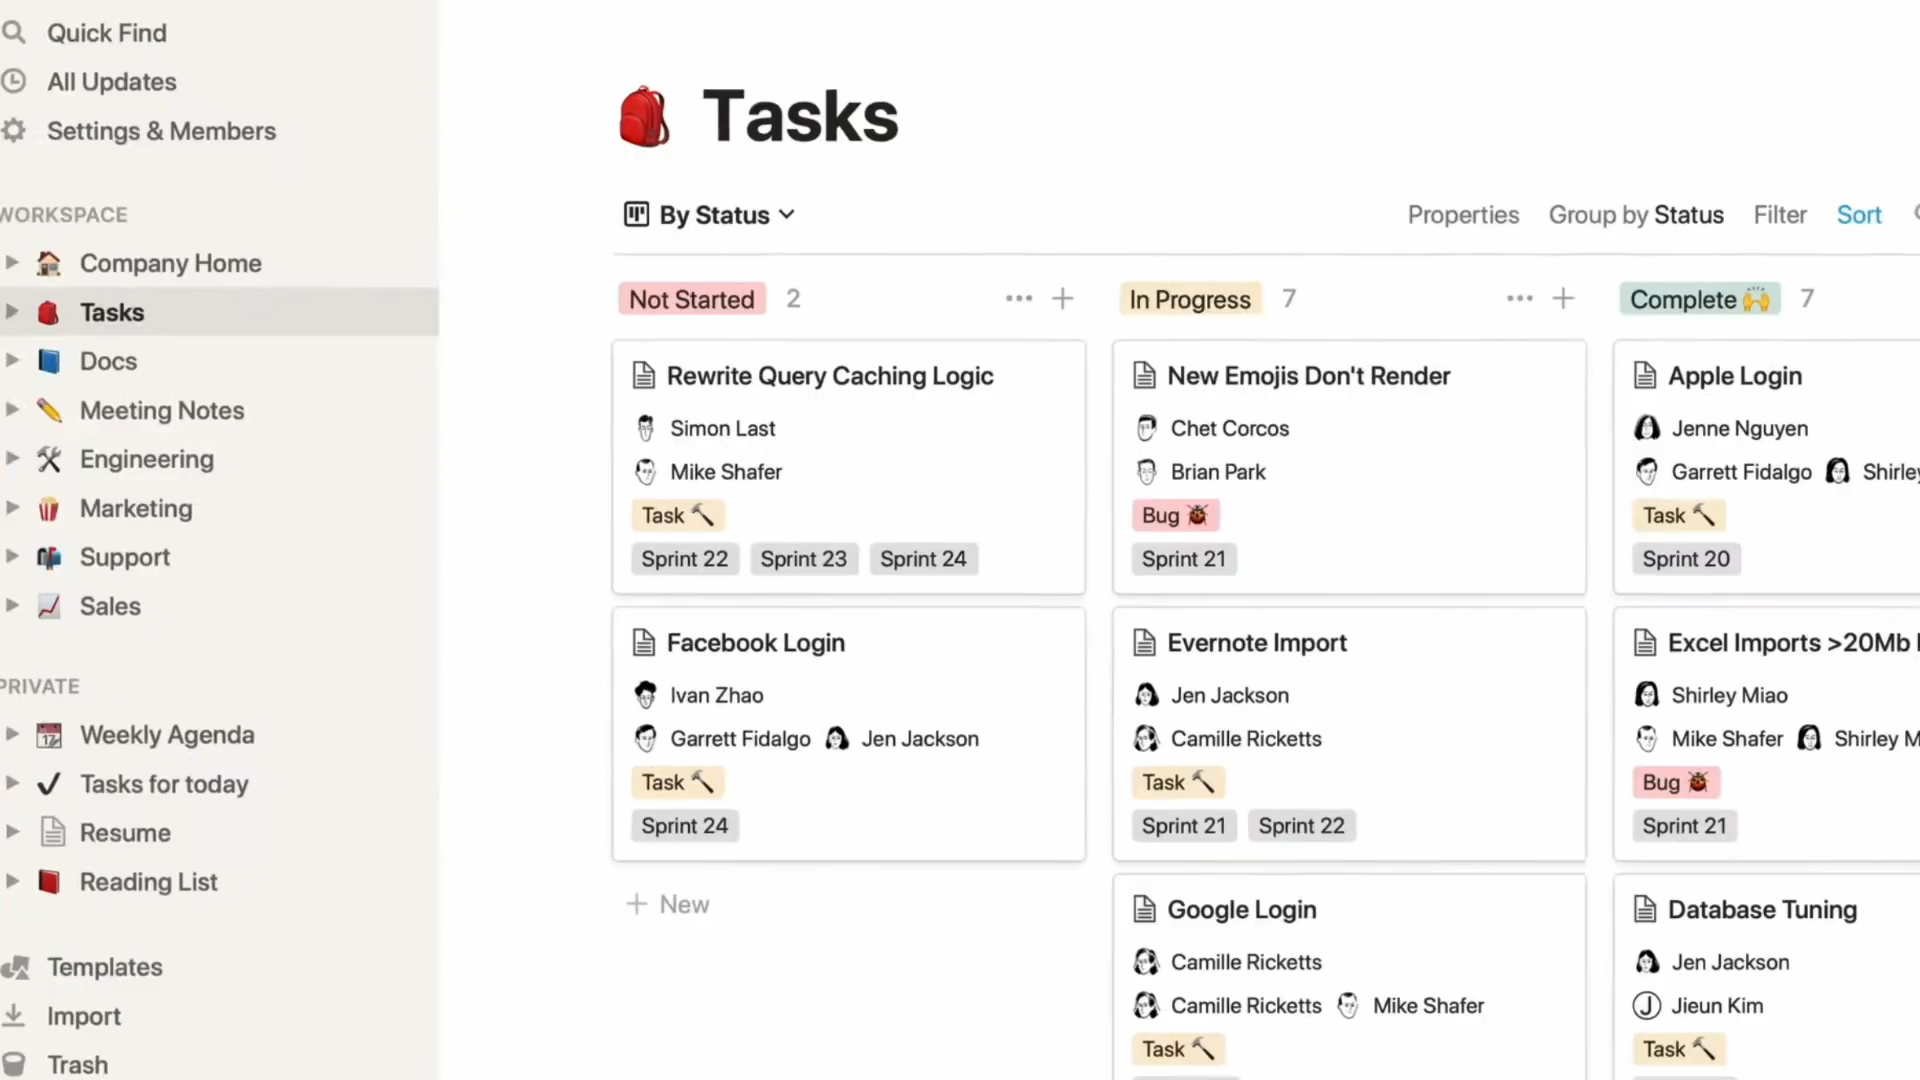 Quick Find
All Updates
Settings & Members
WORKSPACE
Company Home
Tasks
Docs
Meeting Notes
Engineering
Marketing
Support
Sales
PRIVATE
Weekly Agenda
Tasks for today
Resume
Reading List
Templates
Import
Trash
Tasks
By Status
Properties Group by Status Filter Sort
Not Started 2
Rewrite Query Caching Logic
Simon Last
Mike Shafer
Task
Sprint 22 Sprint 23 Sprint 24
Facebook Login
Ivan Zhao
Garrett Fidalgo Jen Jackson
Task
Sprint 24
New
In Progress 7
New Emojis Don't Render
Chet Corcos
Brian Park
Bug
Sprint 21
Evernote Import
Jen Jackson
Camille Ricketts
Task
Sprint 21 Sprint 22
Google Login
Camille Ricketts
Camille Ricketts Mike Shafer
Task
Complete 7
Apple Login
Jenne Nguyen
Garrett Fidalgo Shirley
Task
Sprint 20
Excel Imports >20Mb
Shirley Miao
Mike Shafer Shirley M
Bug
Sprint 21
Database Tuning
Jen Jackson
J Jieun Kim
Task